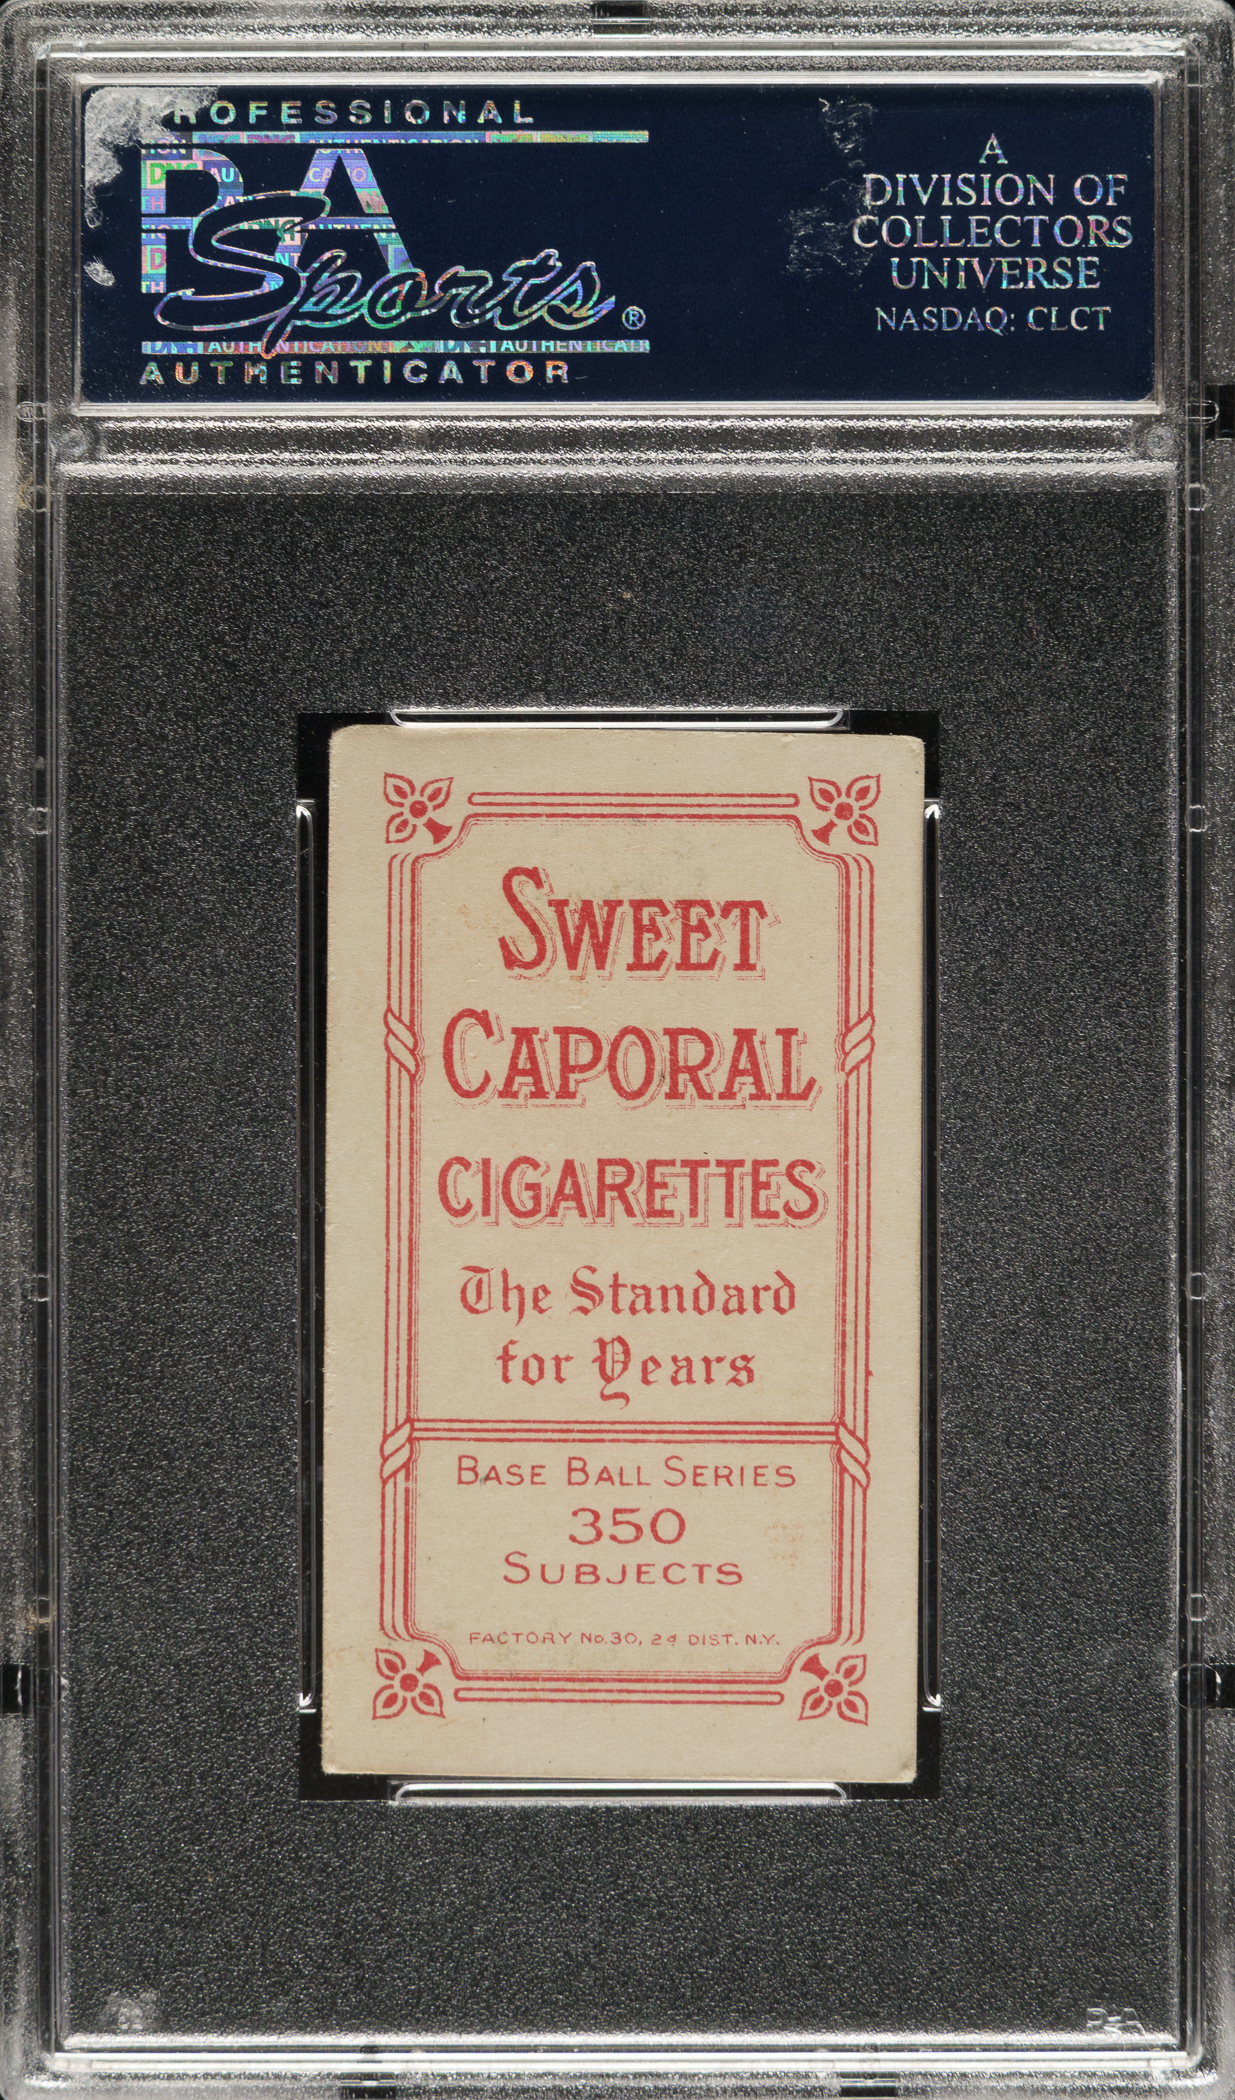 PROFESSIONAL
PSA
Sports®
AUTHENTICATOR
A
DIVISION OF
COLLECTORS
UNIVERSE
NASDAQ: CLCT
SWEET
CAPORAL
CIGARETTES
The Standard
for Years
BASE BALL SERIES
350
SUBJECTS
FACTORY No. 30, 2d DIST. N.Y.
PSA